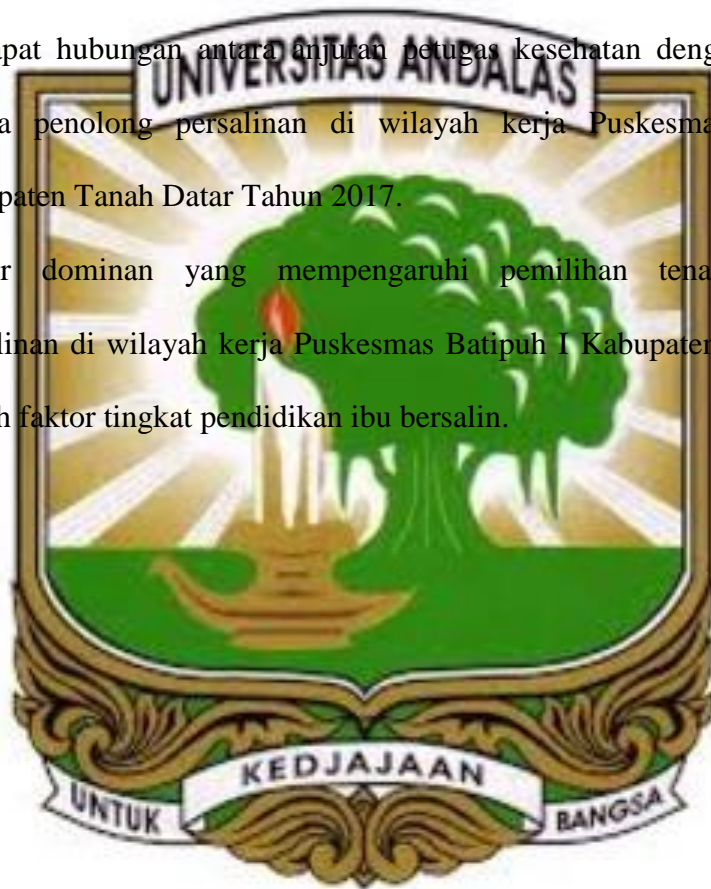 apat hubungan antara anjuran petugas kesehatan deng
UNIVERSITAS ANDALAS
a penolong persalinan di wilayah kerja Puskesma
paten Tanah Datar Tahun 2017.
r dominan yang mempengaruhi pemilihan tena
linan di wilayah kerja Puskesmas Batipuh I Kabupaten
h faktor tingkat pendidikan ibu bersalin.
UNTUK KEDJAJAAN BANGSA